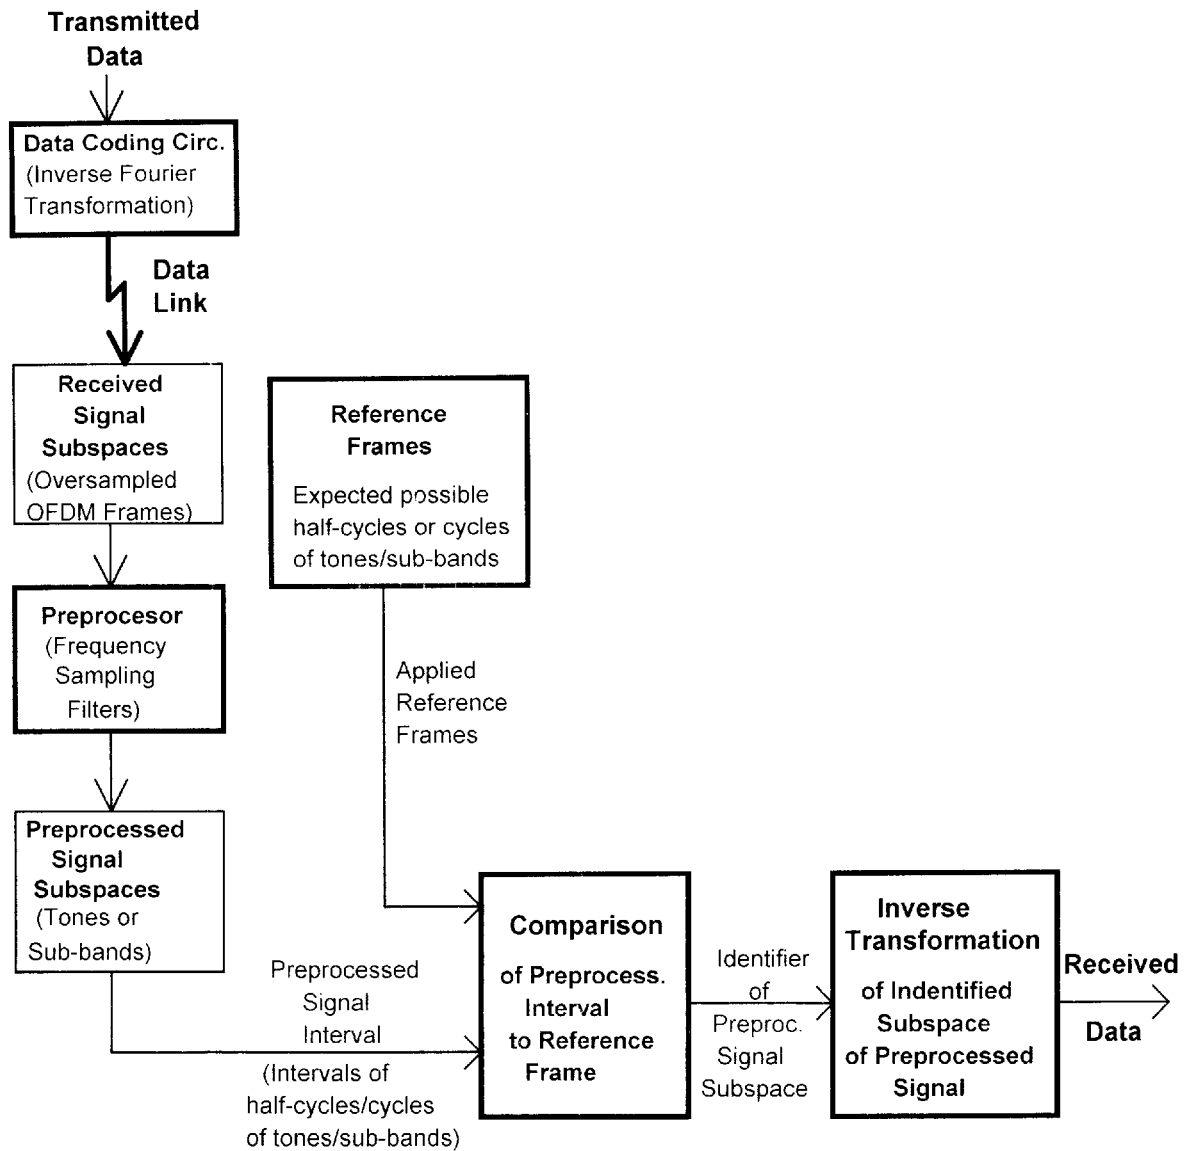 Transmitted
Data
Data Coding Circ.
(Inverse Fourier
Transformation)
Data
Link
Received
Signal
Subspaces
(Oversampled
OFDM Frames)
Reference
Frames
Expected possible
half-cycles or cycles
of tones/sub-bands
Preprocesor
(Frequency
Sampling
Filters)
Applied
Reference
Frames
Preprocessed
Signal
Subspaces
(Tones or
Sub-bands)
Preprocessed
Signal
Interval
(Intervals of
half-cycles/cycles
of tones/sub-bands)
Comparison
of Preprocess.
Interval
to Reference
Frame
Identifier
of
Preproc.
Signal
Subspace
Inverse
Transformation
of Indentified
Subspace
of Preprocessed
Signal
Received
Data